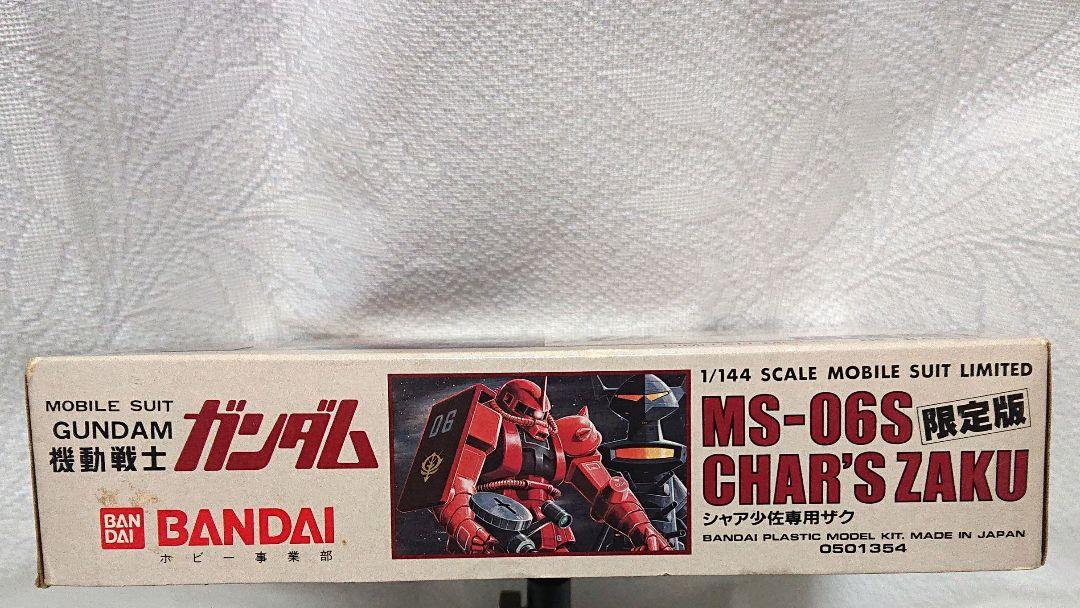 MOBILE SUIT
GUNDAM
機動戦士 ガンダム
BAN
DAI
BANDAI
ホビー事業部
06
1/144 SCALE MOBILE SUIT LIMITED
MS-06S 限定版
CHAR'S ZAKU
シャア少佐専用ザク
BANDAI PLASTIC MODEL KIT. MADE IN JAPAN
0501354